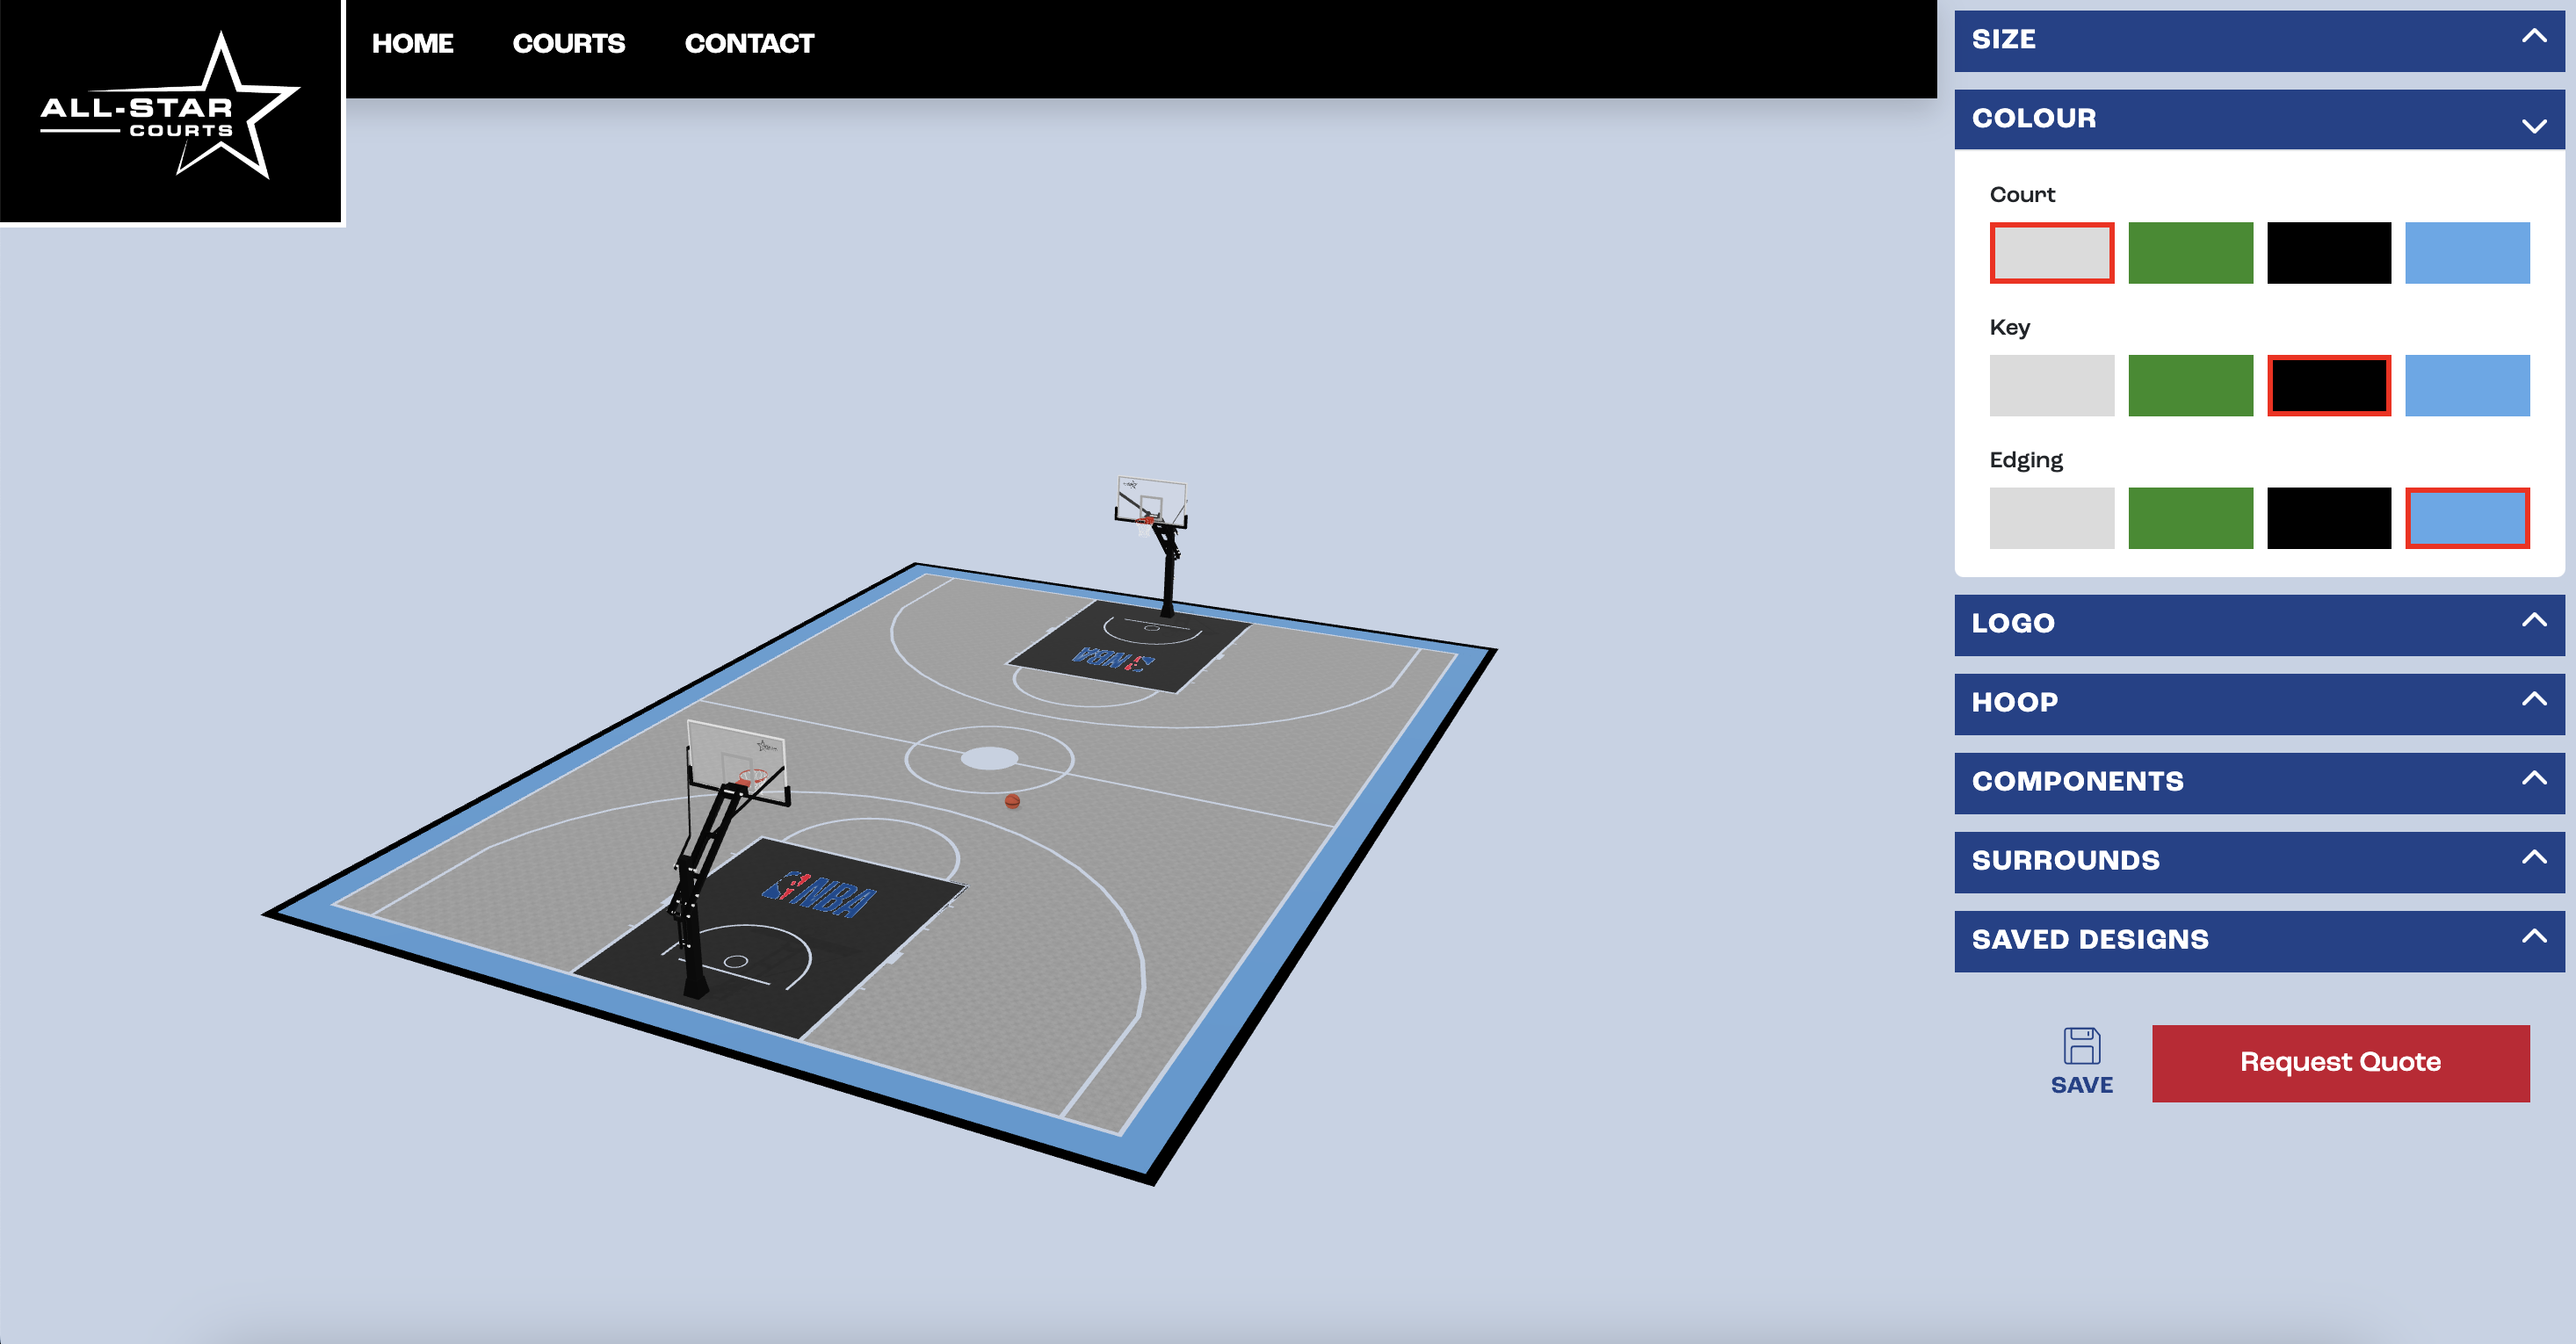 ALL-STAR
COURTS
HOME
COURTS
CONTACT
SIZE
COLOUR
Court
Key
Edging
LOGO
HOOP
COMPONENTS
SURROUNDS
SAVED DESIGNS
SAVE
Request Quote
NBA
NBA